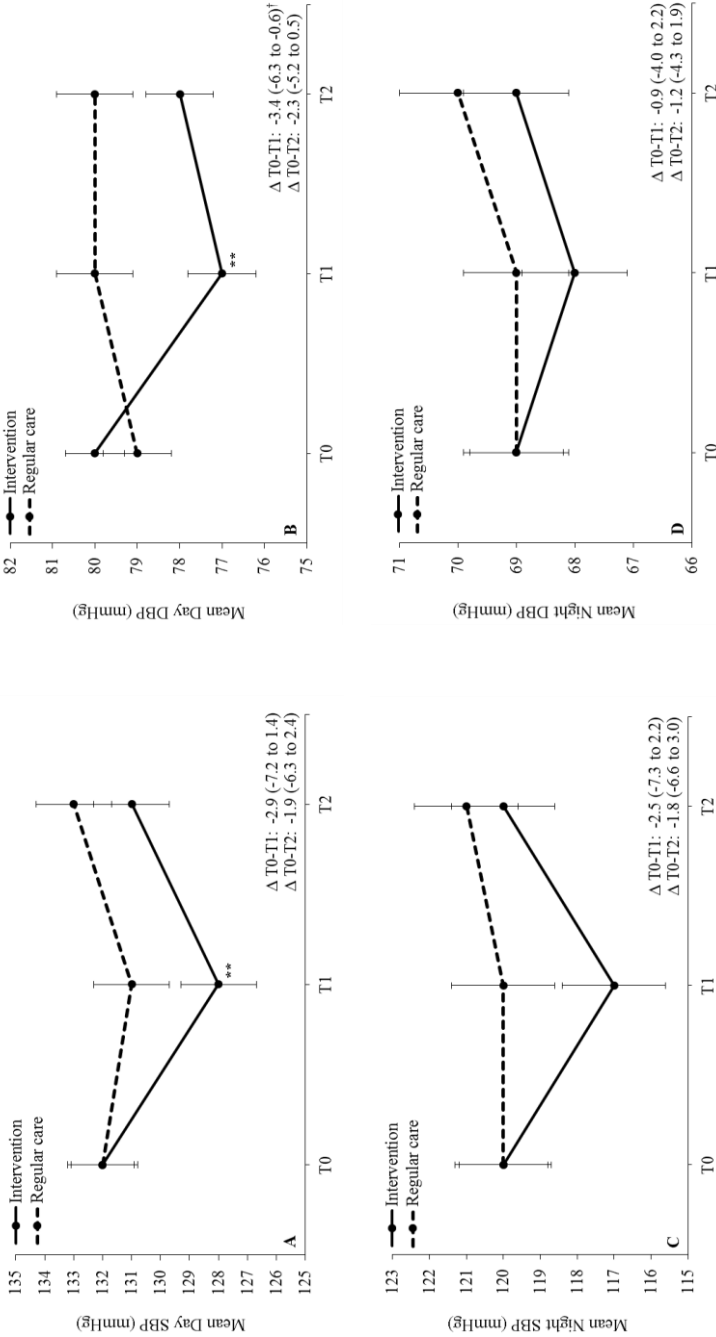 Intervention
Regular care
Mean Day SBP (mmHg)
135
134
133
132
131
130
129
128
127
126
125
**
A
Δ T0-T1: -2.9 (-7.2 to 1.4)
Δ T0-T2: -1.9 (-6.3 to 2.4)
T0
T1
T2
Intervention
Regular care
Mean Day DBP (mmHg)
82
81
80
79
78
77
76
75
**
B
Δ T0-T1: -3.4 (-6.3 to -0.6)†
Δ T0-T2: -2.3 (-5.2 to 0.5)
T0
T1
T2
Intervention
Regular care
Mean Night SBP (mmHg)
123
122
121
120
119
118
117
116
115
C
Δ T0-T1: -2.5 (-7.3 to 2.2)
Δ T0-T2: -1.8 (-6.6 to 3.0)
T0
T1
T2
Intervention
Regular care
Mean Night DBP (mmHg)
71
70
69
68
67
66
D
Δ T0-T1: -0.9 (-4.0 to 2.2)
Δ T0-T2: -1.2 (-4.3 to 1.9)
T0
T1
T2